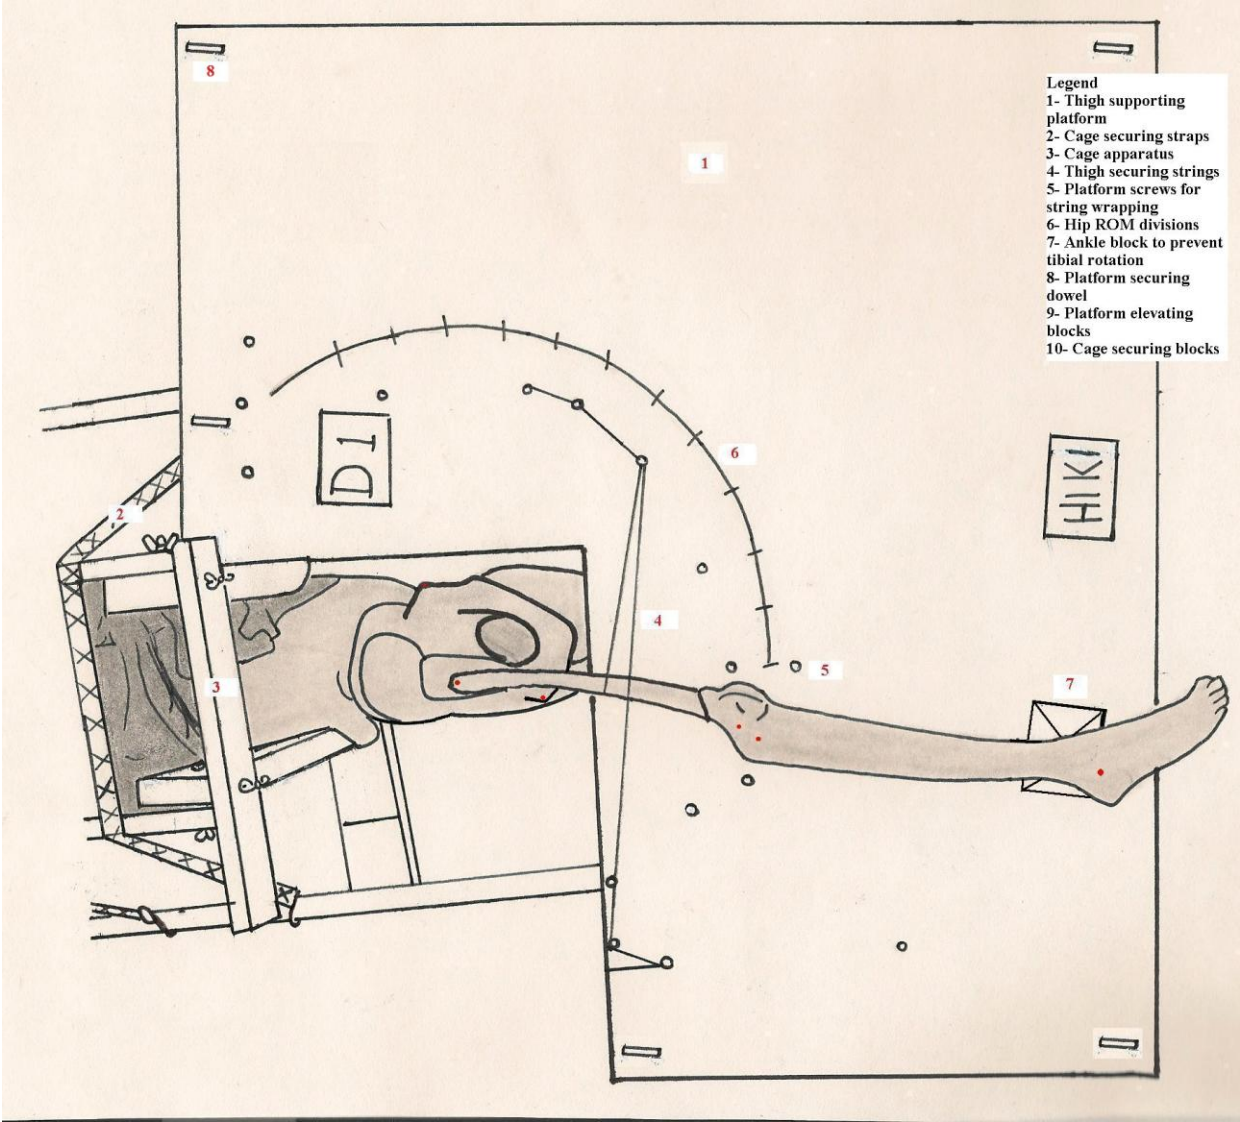 8
Legend
1- Thigh supporting
platform
2- Cage securing straps
3- Cage apparatus
4- Thigh securing strings
5- Platform screws for
string wrapping
6- Hip ROM divisions
7- Ankle block to prevent
tibial rotation
8- Platform securing
dowel
9- Platform elevating
blocks
10- Cage securing blocks
1
6
D1
HIKI
2
4
5
7
3